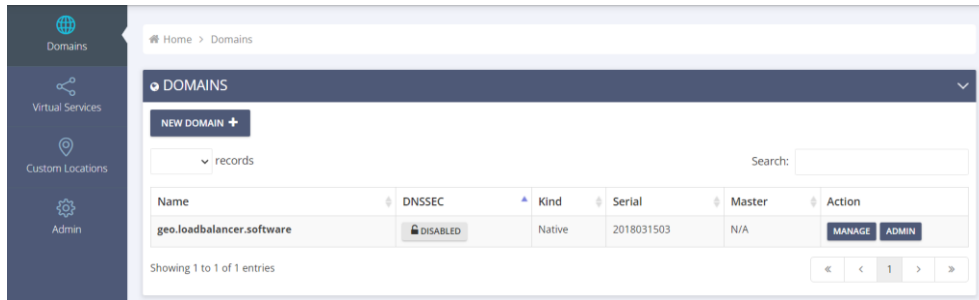 Domains
Home > Domains
Virtual Services
Custom Locations
Admin
DOMAINS
NEW DOMAIN +
records
Search:
Name DNSSEC Kind Serial Master Action
geo.loadbalancer.software DISABLED Native 2018031503 N/A MANAGE ADMIN
Showing 1 to 1 of 1 entries
« < 1 > »